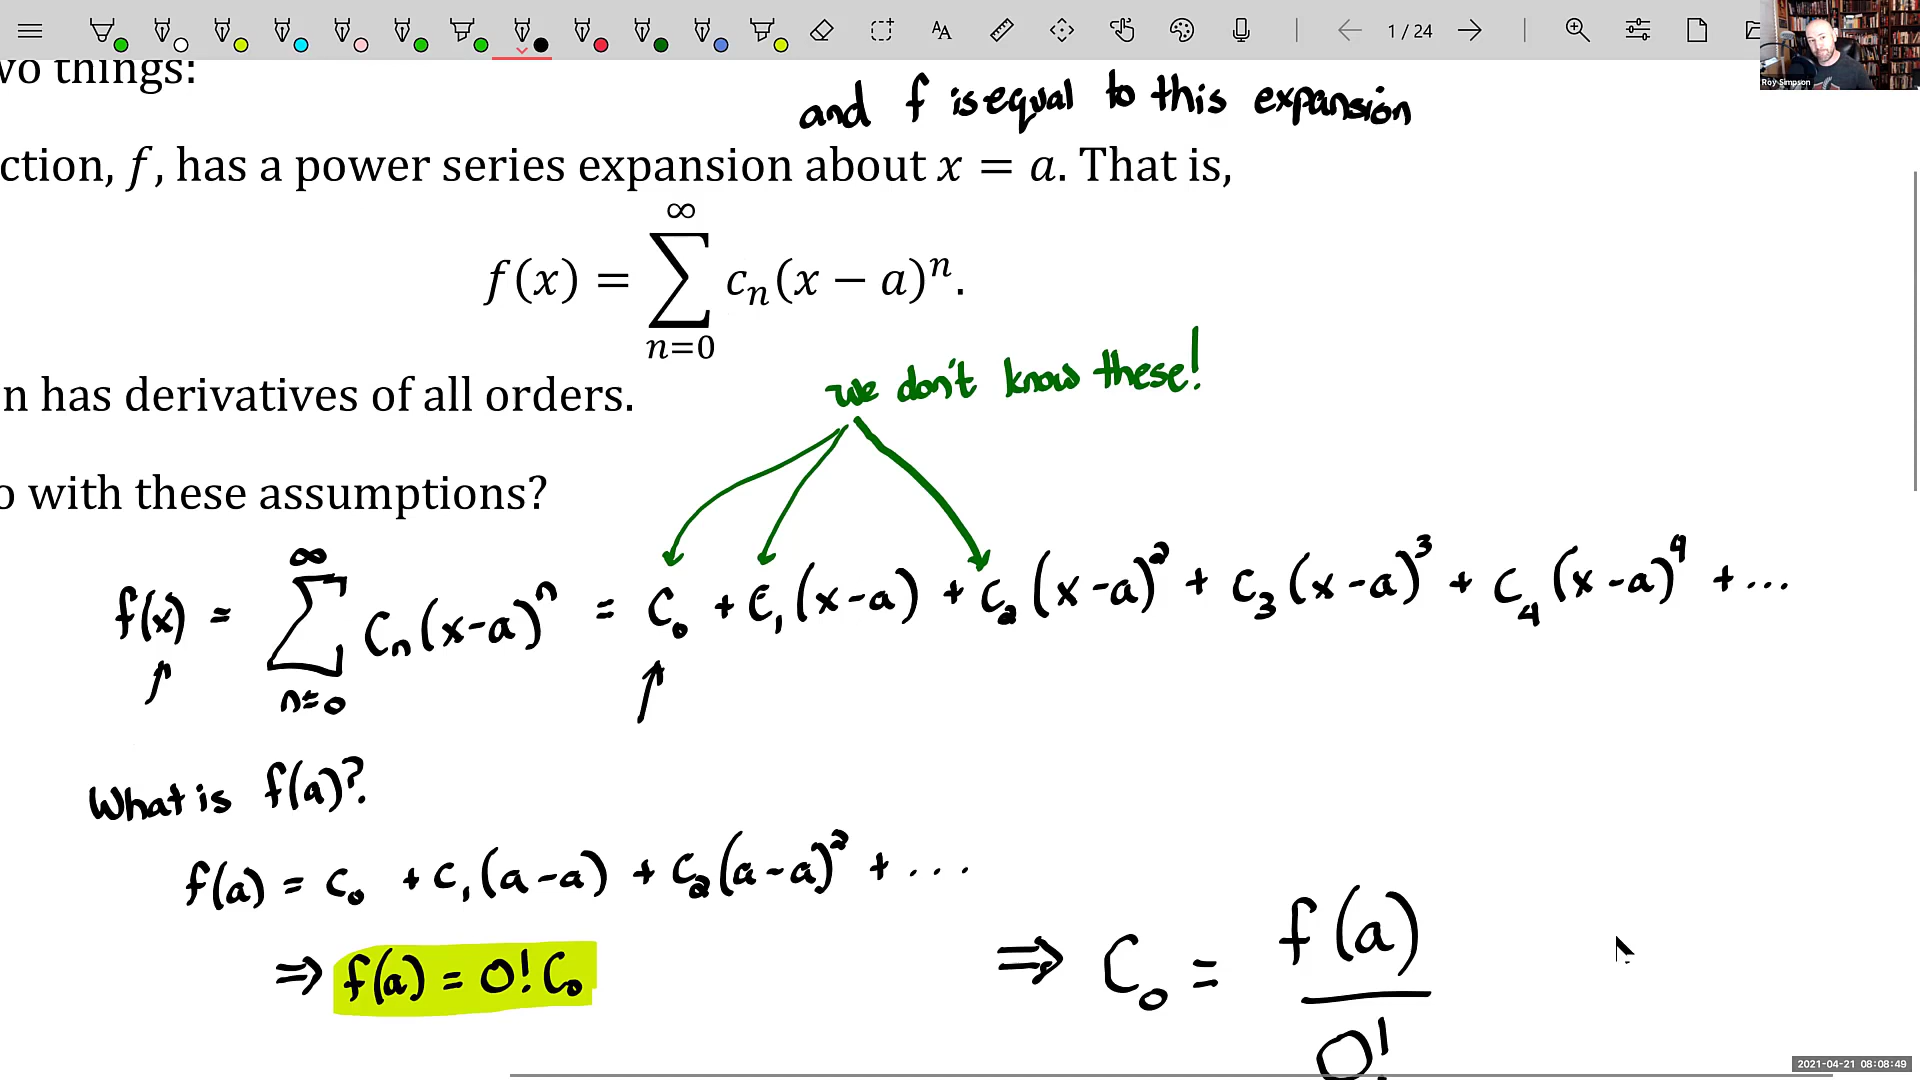 1 / 24
Roy Simpson
wo things:
and f is equal to this expansion
ction, f, has a power series expansion about x = a. That is,
f(x) = ∑_{n=0}^{∞} c_n(x − a)^n.
we don't know these!
n has derivatives of all orders.
o with these assumptions?
f(x) = ∑_{n=0}^{∞} C_n(x-a)^n = C_0 + C_1(x-a) + C_2(x-a)^2 + C_3(x-a)^3 + C_4(x-a)^4 + ...
What is f(a)?
f(a) = C_0 + C_1(a-a) + C_2(a-a)^2 + ...
⇒ f(a) = 0! C_0 ⇒ C_0 = f(a)/0!
2021-04-21 08:08:49